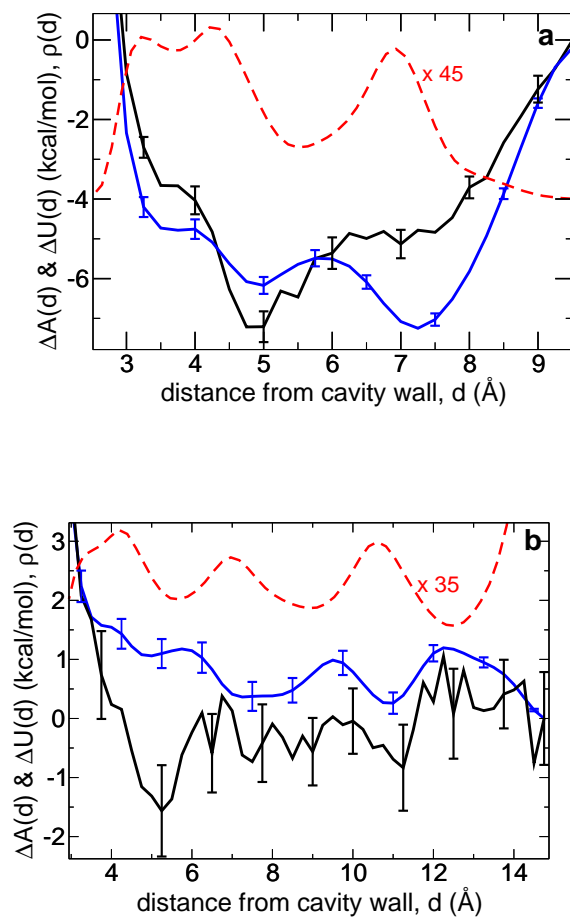 a
0
-2
-4
-6
ΔA(d) & ΔU(d) (kcal/mol), ρ(d)
x 45
3 4 5 6 7 8 9
distance from cavity wall, d (Å)
b
3
2
1
0
-1
-2
ΔA(d) & ΔU(d) (kcal/mol), ρ(d)
x 35
4 6 8 10 12 14
distance from cavity wall, d (Å)